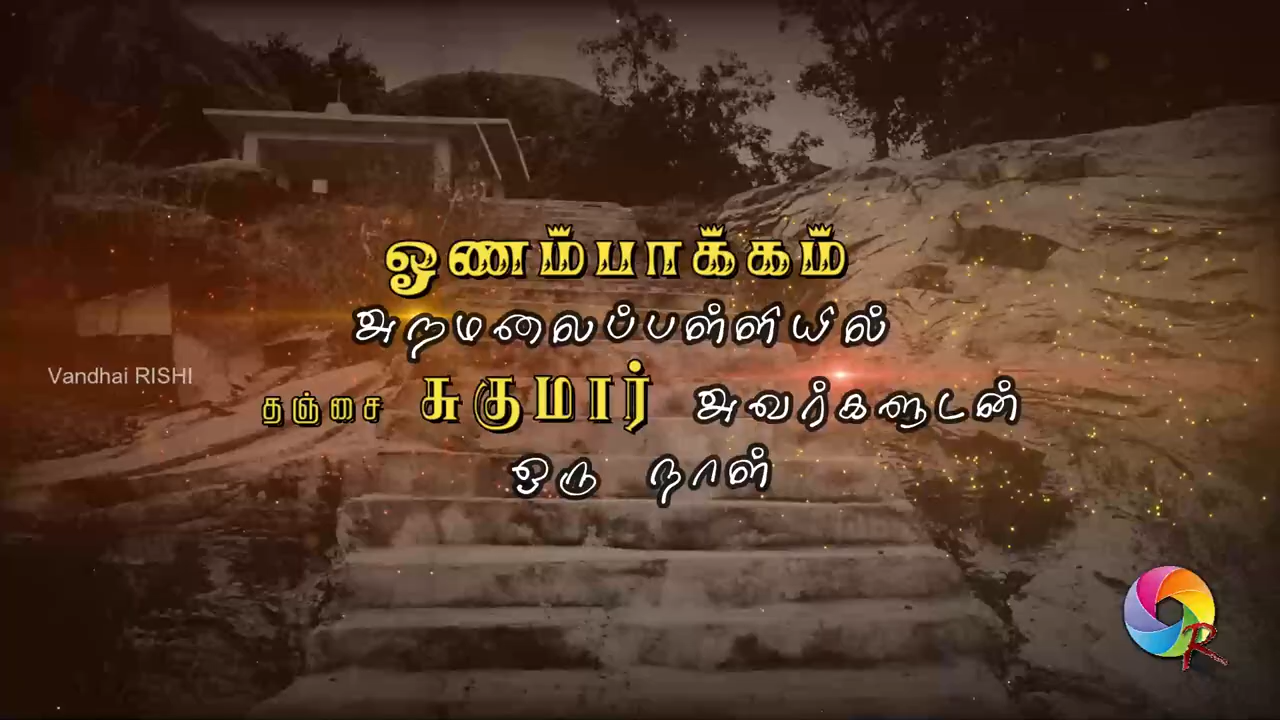 ஓணம்பாக்கம்
அறமலைப்பள்ளியில்
Vandhai RISHI
தஞ்சை சுகுமார் அவர்களுடன்
ஒரு நாள்
R